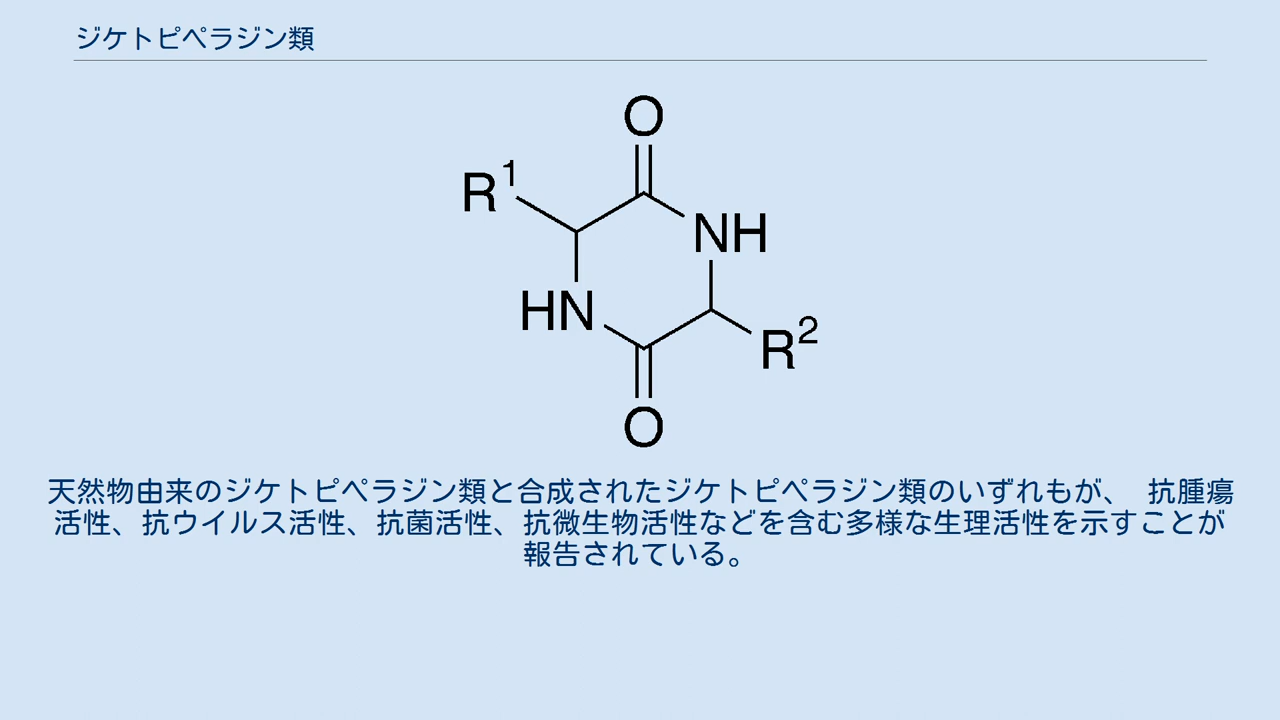 ジケトピペラジン類
O
R¹
NH
HN
R²
O
天然物由来のジケトピペラジン類と合成されたジケトピペラジン類のいずれもが、 抗腫瘍
活性、抗ウイルス活性、抗菌活性、抗微生物活性などを含む多様な生理活性を示すことが
報告されている。